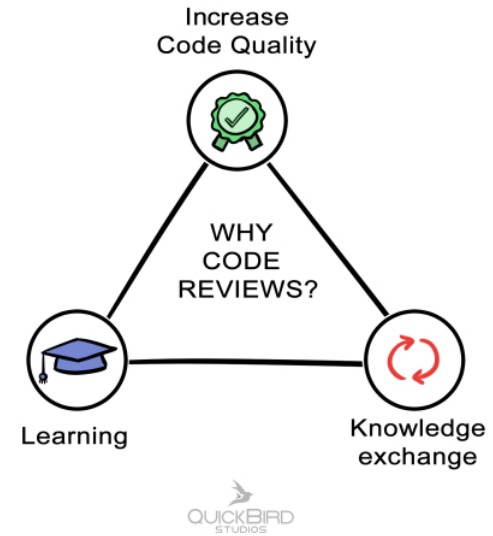 Increase
Code Quality
WHY
CODE
REVIEWS?
Learning
Knowledge
exchange
QUICKBIRD
STUDIOS